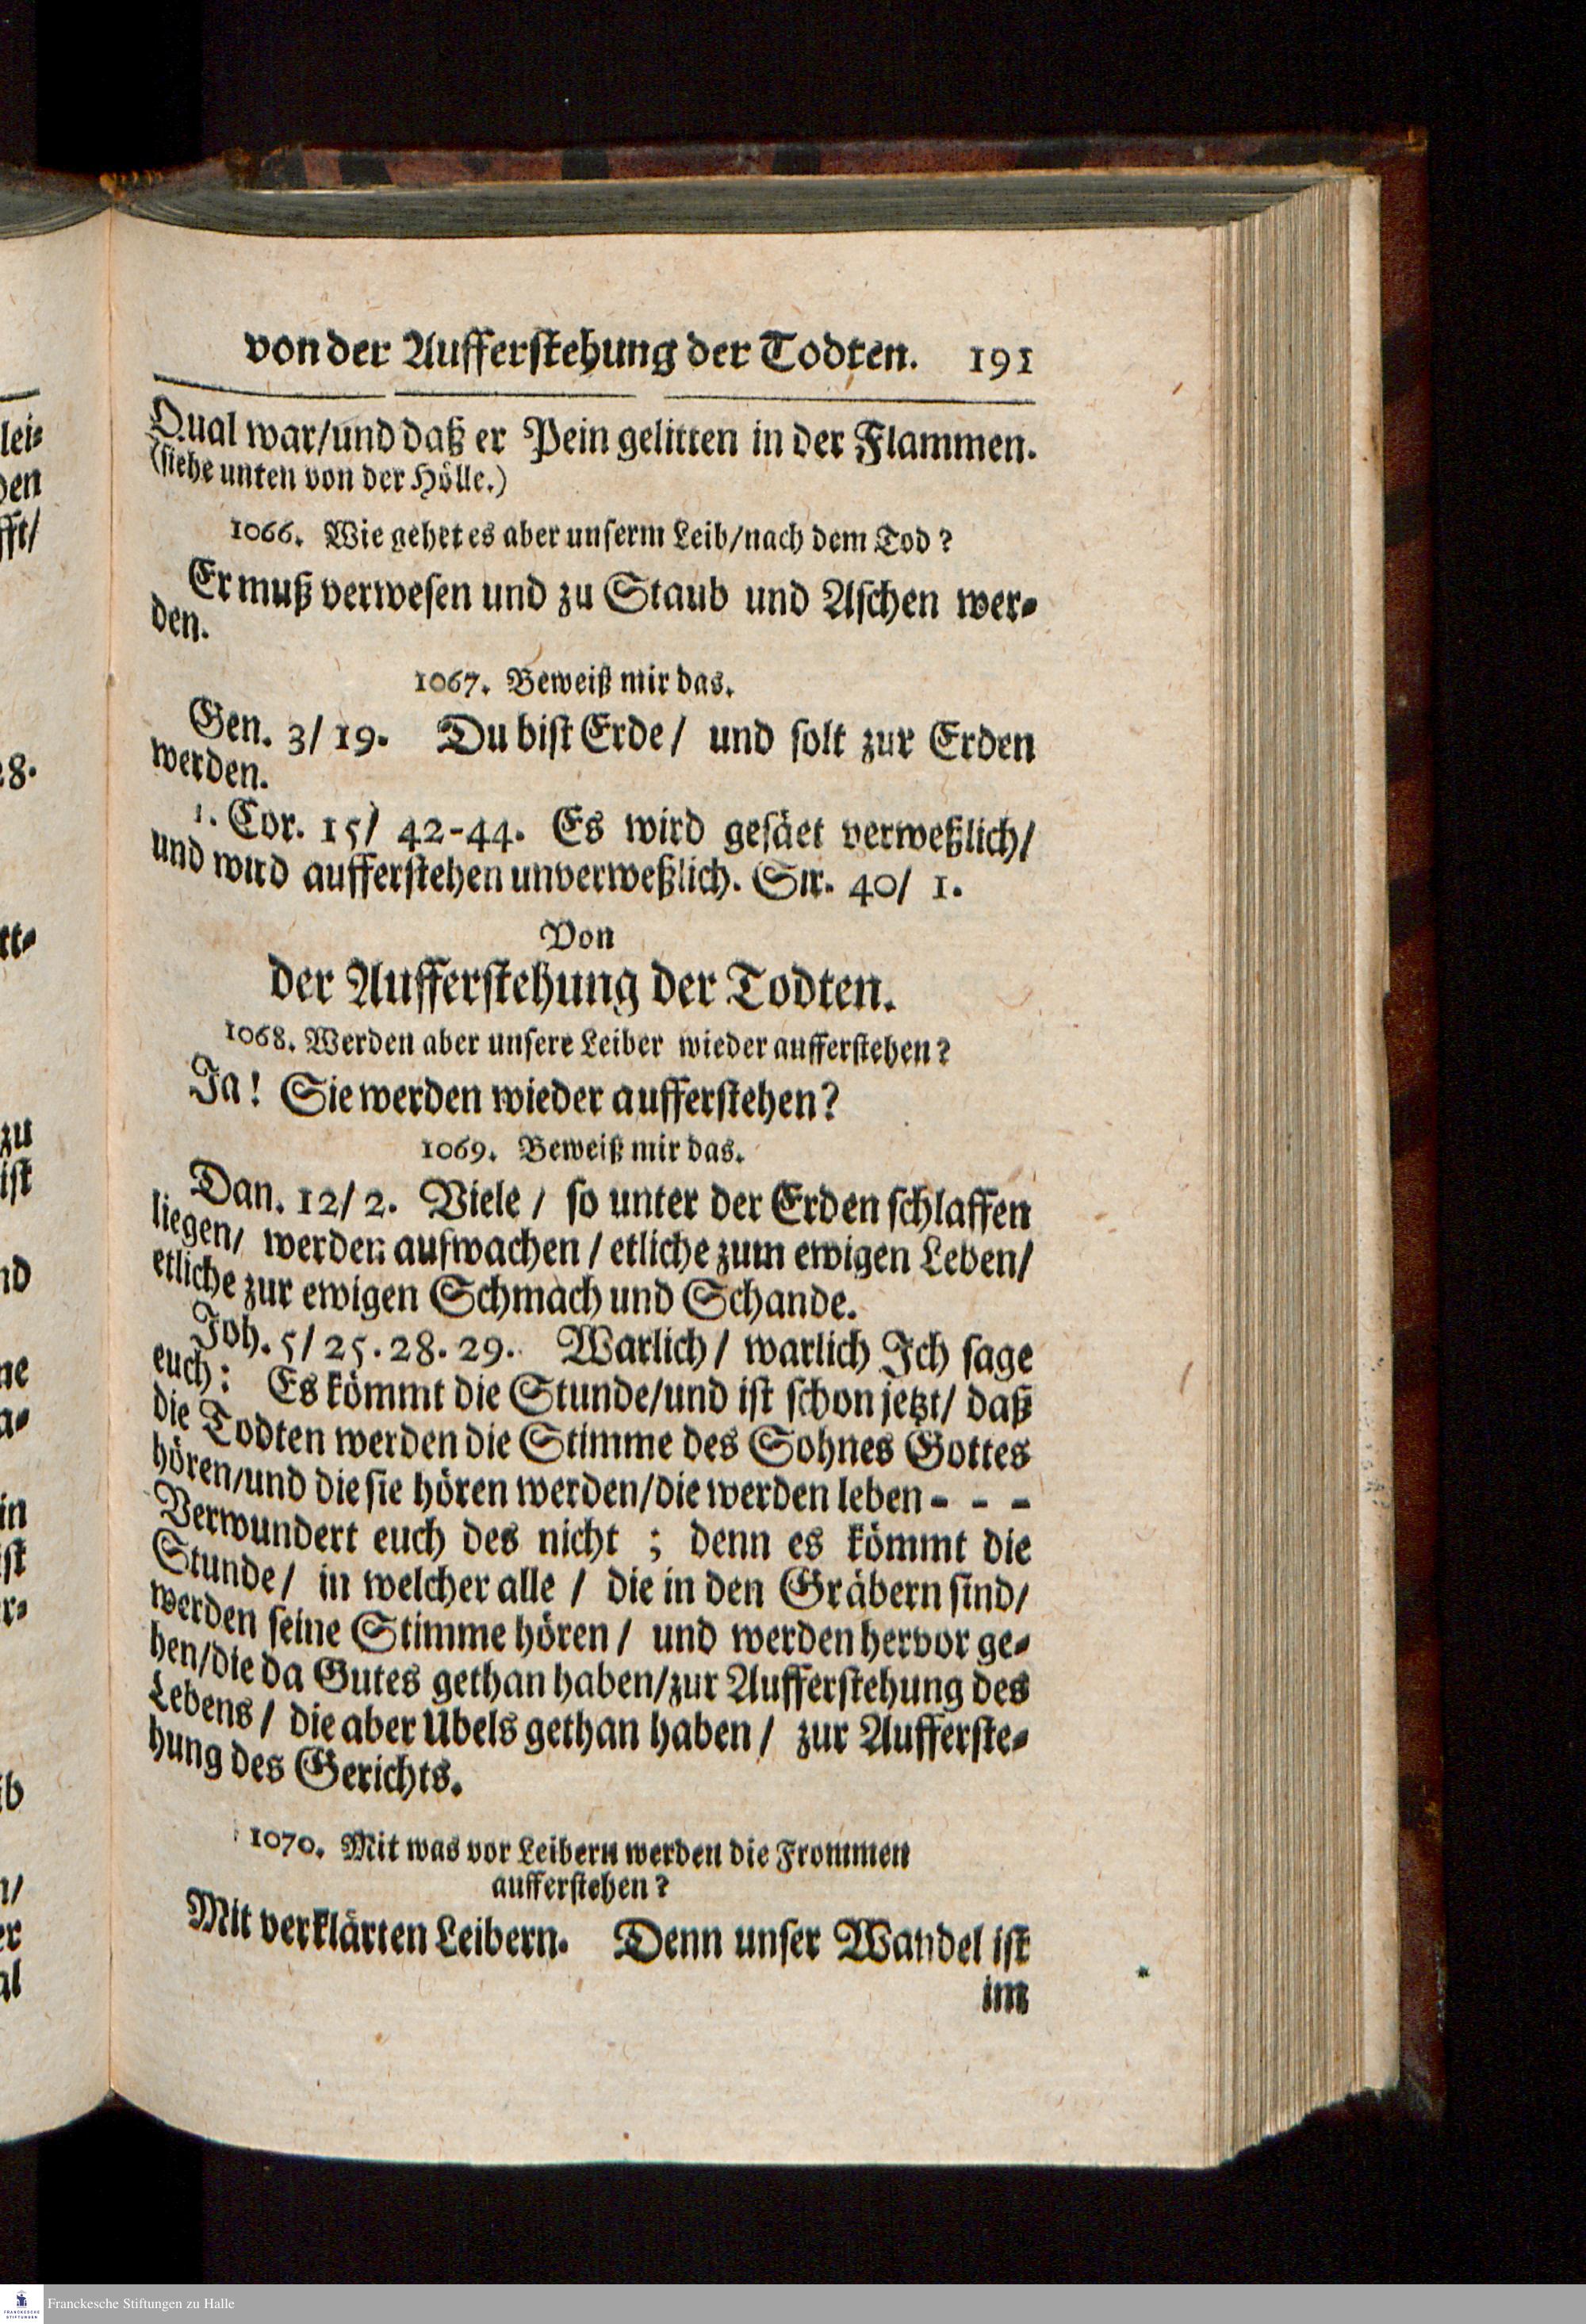 von der Aufferstehung der Todten. 191
Qual war/und daß er Pein gelitten in der Flammen.
(siehe unten von der Hölle.)
1066. Wie gehet es aber unserm Leib/nach dem Tod?
Er muß verwesen und zu Staub und Aschen wer-
den.
1067. Beweiß mir das.
Gen. 3/19. Du bist Erde/ und solt zur Erden
werden.
1. Cor. 15/ 42-44. Es wird gesäet verweßlich/
und wird aufferstehen unverweßlich. Sir. 40/ 1.
Von
der Aufferstehung der Todten.
1068. Werden aber unsere Leiber wieder aufferstehen?
Ja! Sie werden wieder aufferstehen?
1069. Beweiß mir das.
Dan. 12/2. Viele / so unter der Erden schlaffen
liegen/ werden aufwachen / etliche zum ewigen Leben/
etliche zur ewigen Schmach und Schande.
Joh. 5/25.28.29. Warlich / warlich Ich sage
euch: Es kömmt die Stunde/und ist schon jetzt/ daß
die Todten werden die Stimme des Sohnes Gottes
hören/und die sie hören werden/die werden leben - - -
Verwundert euch des nicht ; denn es kömmt die
Stunde/ in welcher alle / die in den Gräbern sind/
werden seine Stimme hören / und werden hervor ge-
hen/die da Gutes gethan haben/zur Aufferstehung des
Lebens / die aber Ubels gethan haben / zur Aufferste-
hung des Gerichts.
1070. Mit was vor Leibern werden die Frommen
aufferstehen?
Mit verklärten Leibern. Denn unser Wandel ist
im
Franckesche Stiftungen zu Halle